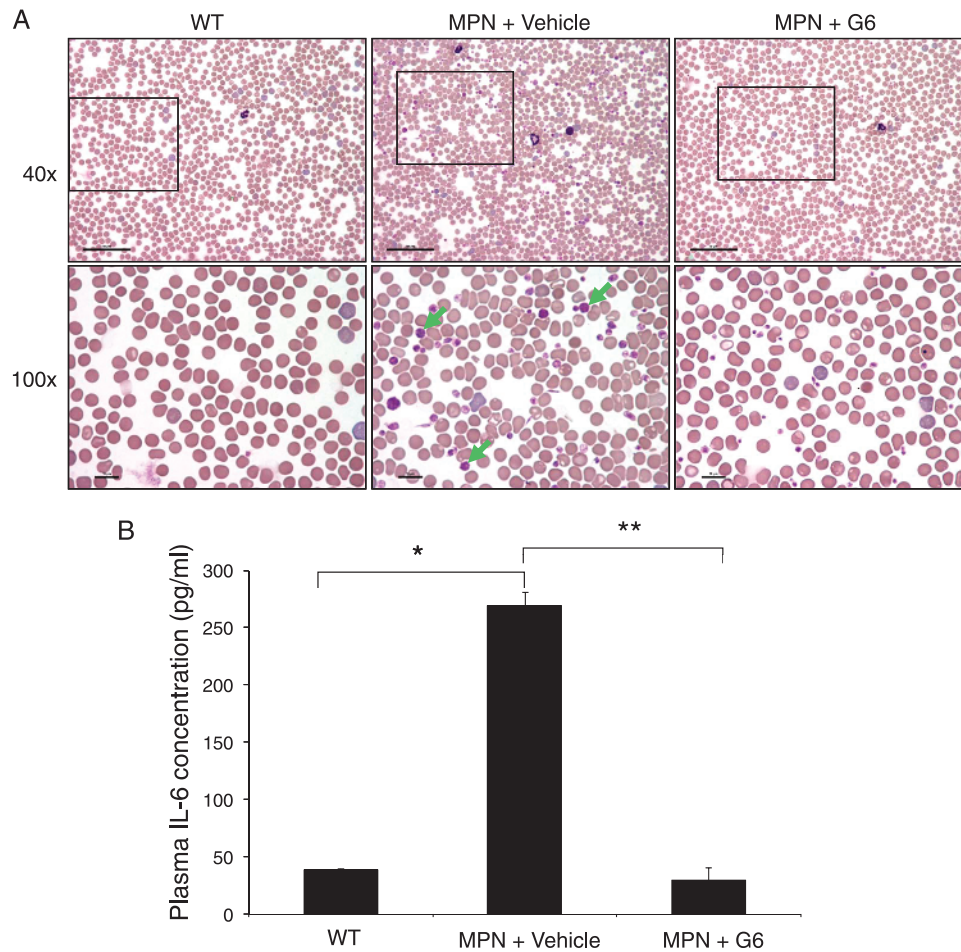 A
WT
MPN + Vehicle
MPN + G6
40x
100x
B
*
**
Plasma IL-6 concentration (pg/ml)
300
250
200
150
100
50
0
WT
MPN + Vehicle
MPN + G6